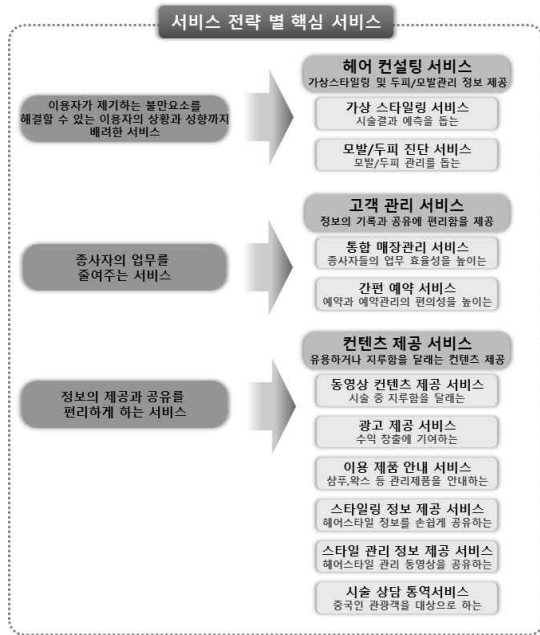 서비스 전략 별 핵심 서비스
이용자가 제기하는 불만요소를
해결할 수 있는 이용자의 상황과 성향까지
배려한 서비스
헤어 컨설팅 서비스
가상스타일링 및 두피/모발관리 정보 제공
가상 스타일링 서비스
시술결과 예측을 돕는
모발/두피 진단 서비스
모발/두피 관리를 돕는
종사자의 업무를
줄여주는 서비스
고객 관리 서비스
정보의 기록과 공유에 편리함을 제공
통합 매장관리 서비스
종사자들의 업무 효율성을 높이는
간편 예약 서비스
예약과 예약관리의 편의성을 높이는
정보의 제공과 공유를
편리하게 하는 서비스
컨텐츠 제공 서비스
유용하거나 지루함을 달래는 컨텐츠 제공
동영상 컨텐츠 제공 서비스
시술 중 지루함을 달래는
광고 제공 서비스
수익 창출에 기여하는
이용 제품 안내 서비스
샴푸,왁스 등 관리제품을 안내하는
스타일링 정보 제공 서비스
헤어스타일 정보를 손쉽게 공유하는
스타일 관리 정보 제공 서비스
헤어스타일 관리 동영상을 공유하는
시술 상담 통역서비스
중국인 관광객을 대상으로 하는